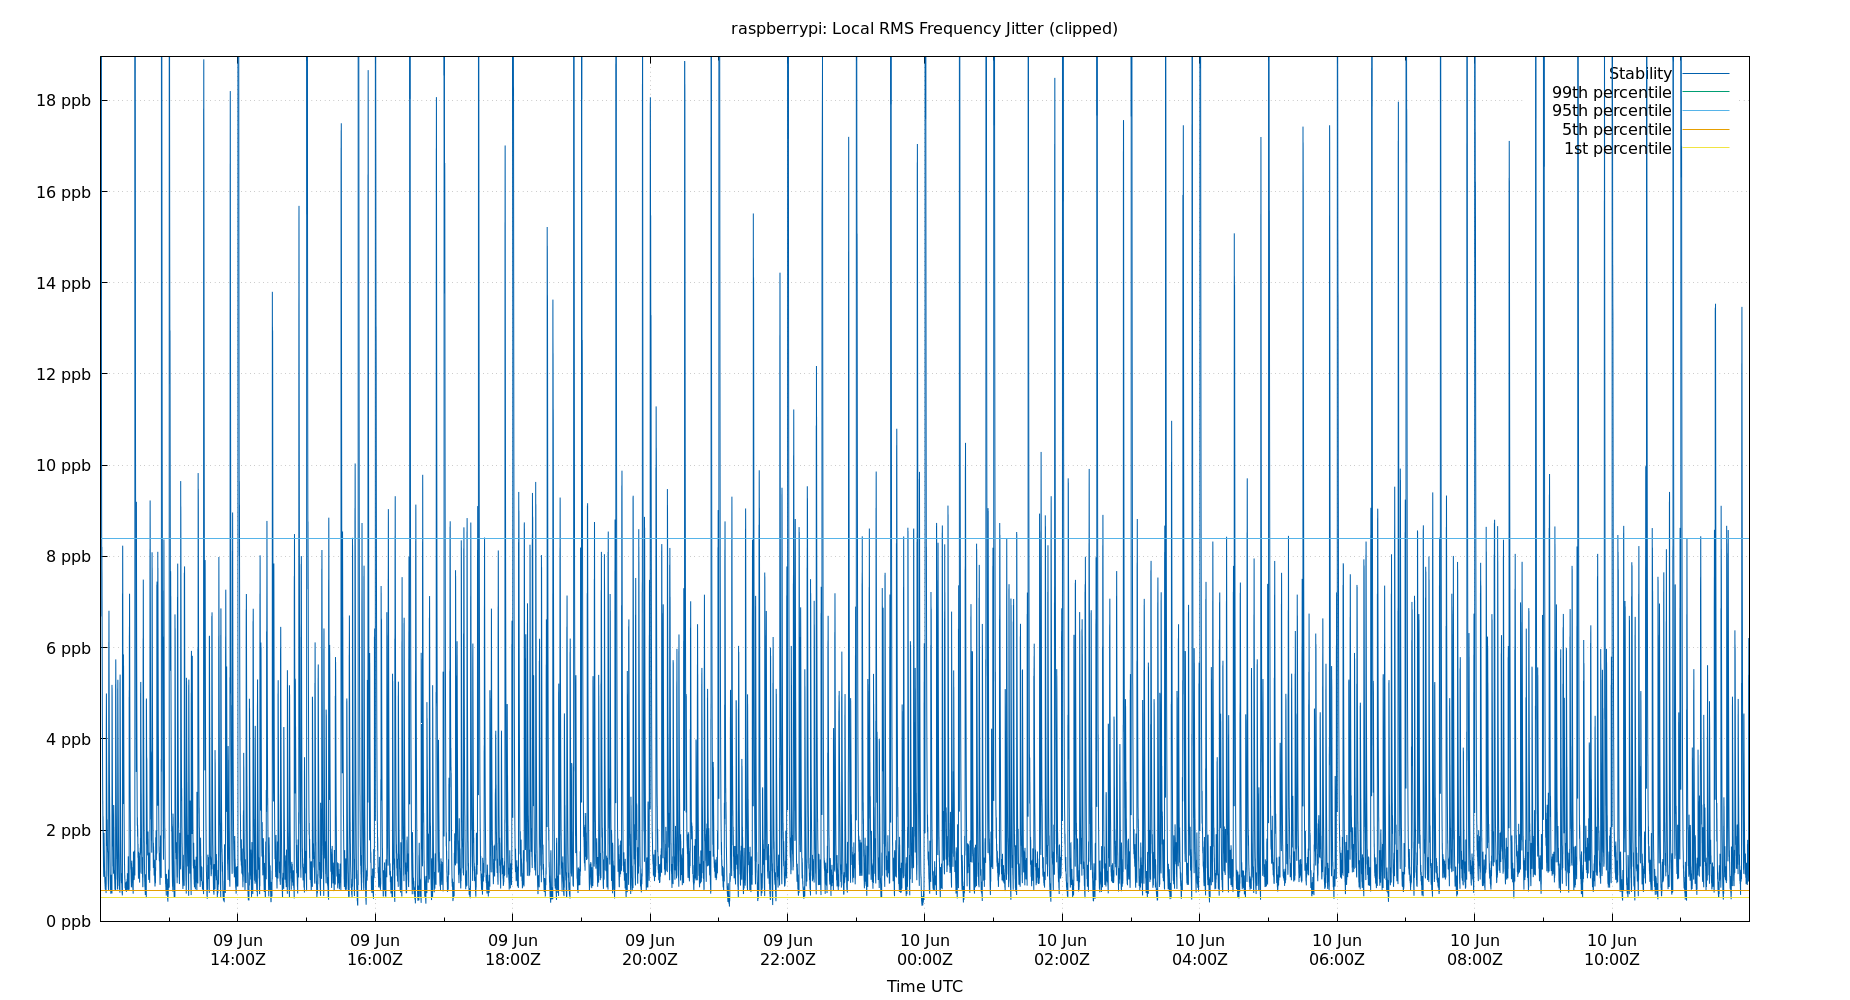 raspberrypi: Local RMS Frequency Jitter (clipped)
Stability
99th percentile
95th percentile
5th percentile
1st percentile
18 ppb
16 ppb
14 ppb
12 ppb
10 ppb
8 ppb
6 ppb
4 ppb
2 ppb
0 ppb
09 Jun 09 Jun 09 Jun 09 Jun 09 Jun 10 Jun 10 Jun 10 Jun 10 Jun 10 Jun 10 Jun
14:00Z 16:00Z 18:00Z 20:00Z 22:00Z 00:00Z 02:00Z 04:00Z 06:00Z 08:00Z 10:00Z
Time UTC